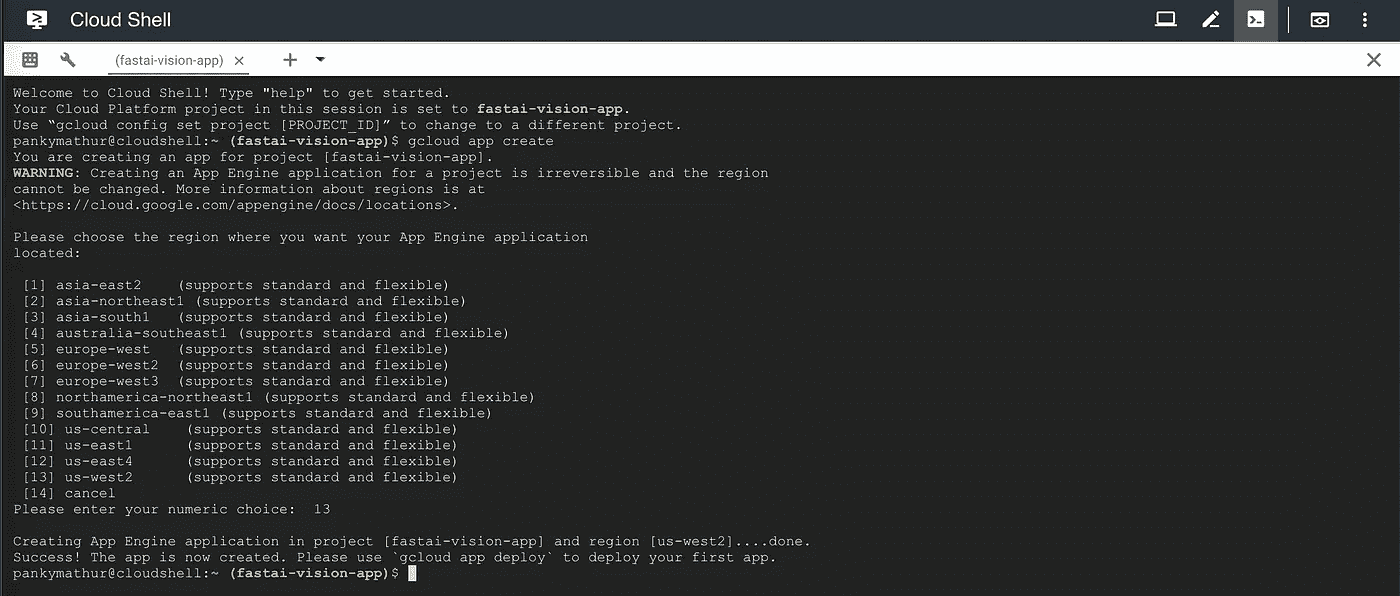 Cloud Shell
(fastai-vision-app)
Welcome to Cloud Shell! Type "help" to get started.
Your Cloud Platform project in this session is set to fastai-vision-app.
Use “gcloud config set project [PROJECT_ID]” to change to a different project.
pankymathur@cloudshell:~ (fastai-vision-app)$ gcloud app create
You are creating an app for project [fastai-vision-app].
WARNING: Creating an App Engine application for a project is irreversible and the region
cannot be changed. More information about regions is at
<https://cloud.google.com/appengine/docs/locations>.
Please choose the region where you want your App Engine application
located:
[1] asia-east2    (supports standard and flexible)
[2] asia-northeast1 (supports standard and flexible)
[3] asia-south1   (supports standard and flexible)
[4] australia-southeast1 (supports standard and flexible)
[5] europe-west   (supports standard and flexible)
[6] europe-west2  (supports standard and flexible)
[7] europe-west3  (supports standard and flexible)
[8] northamerica-northeast1 (supports standard and flexible)
[9] southamerica-east1 (supports standard and flexible)
[10] us-central    (supports standard and flexible)
[11] us-east1      (supports standard and flexible)
[12] us-east4      (supports standard and flexible)
[13] us-west2      (supports standard and flexible)
[14] cancel
Please enter your numeric choice:  13
Creating App Engine application in project [fastai-vision-app] and region [us-west2]....done.
Success! The app is now created. Please use `gcloud app deploy` to deploy your first app.
pankymathur@cloudshell:~ (fastai-vision-app)$